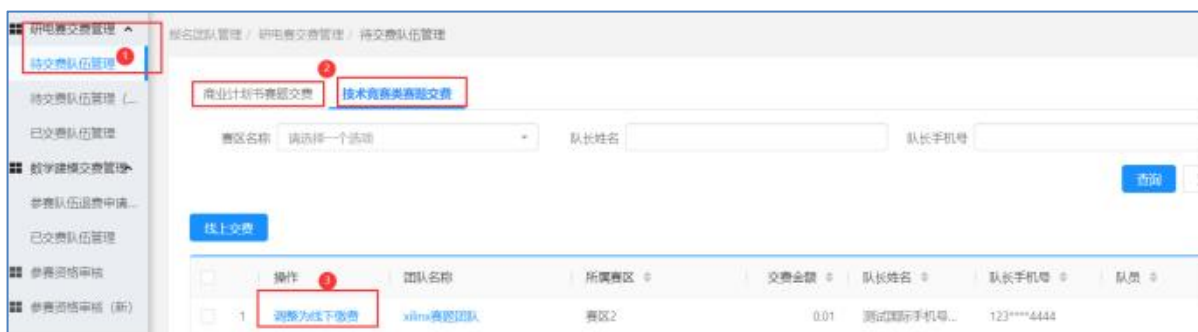 研电赛交费管理
待交费队伍管理
待交费队伍管理（...
已交费队伍管理
数学建模交费管理
参赛队伍退费申请...
已交费队伍管理
参赛资格审核
参赛资格审核（新）
报名团队管理 / 研电赛交费管理 / 待交费队伍管理
1
2
商业计划书赛题交费 技术竞赛类赛题交费
赛区名称 请选择一个选项 队长姓名 队长手机号
查询
线上交费
操作 3 团队名称 所属赛区 交费金额 队长姓名 队长手机号 队员
1 调整为线下缴费 xilinx赛题团队 赛区2 0.01 测试国际手机号... 123****4444